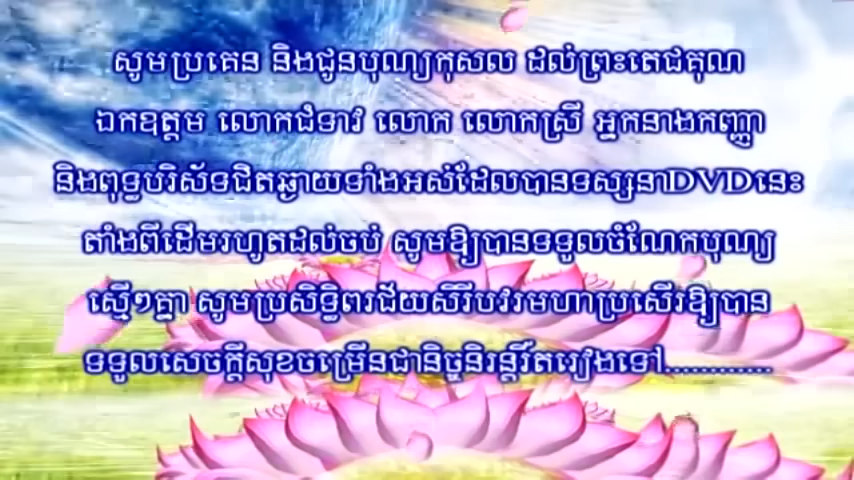 សូមប្រគេន និងជូនបុណ្យកុសល ដល់ព្រះតេជគុណ
ឯកឧត្តម លោកជំទាវ លោក លោកស្រី អ្នកនាងកញ្ញា
និងពុទ្ធបរិស័ទជិតឆ្ងាយទាំងអស់ដែលបានទស្សនាDVDនេះ
តាំងពីដើមរហូតដល់ចប់ សូមឱ្យបានទទួលចំណែកបុណ្យ
ស្មើៗគ្នា សូមប្រសិទ្ធិពរជ័យសិរីបវរមហាប្រសើរឱ្យបាន
ទទួលសេចក្តីសុខចម្រើនជានិច្ចនិរន្តរ៍តរៀងទៅ............